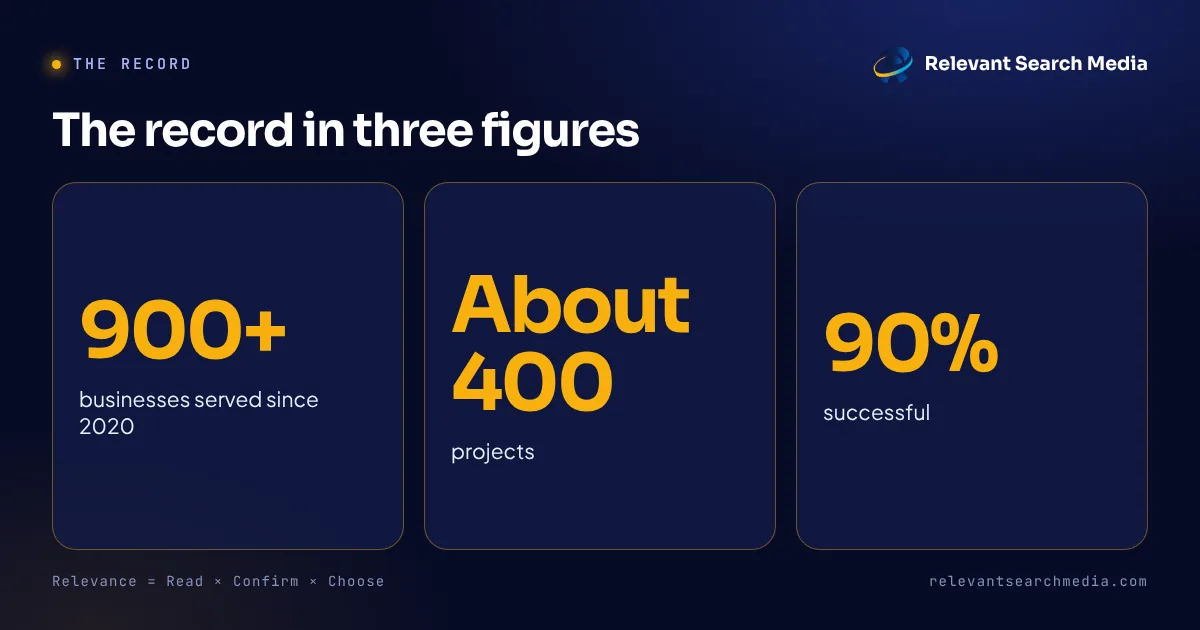 THE RECORD
Relevant Search Media
The record in three figures
900+
businesses served since
2020
About
400
projects
90%
successful
Relevance = Read × Confirm × Choose
relevantsearchmedia.com